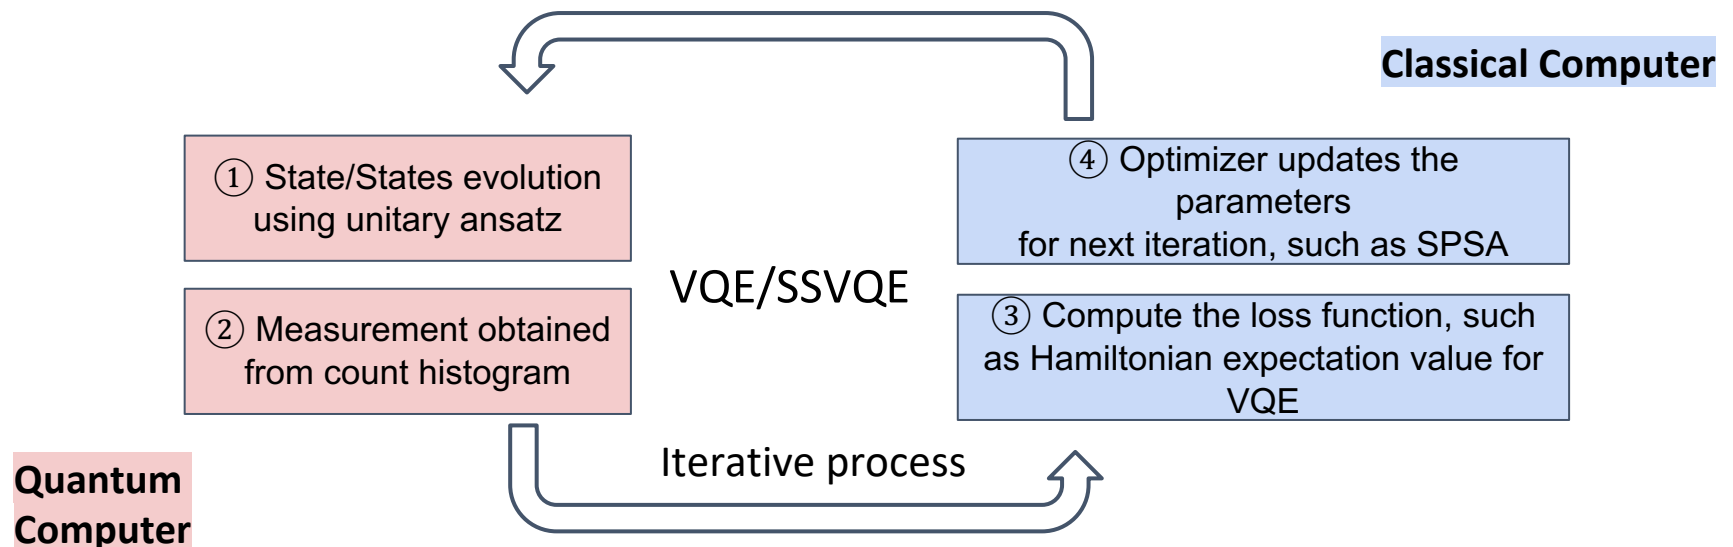 Classical Computer
① State/States evolution
using unitary ansatz
② Measurement obtained
from count histogram
VQE/SSVQE
④ Optimizer updates the
parameters
for next iteration, such as SPSA
③ Compute the loss function, such
as Hamiltonian expectation value for
VQE
Iterative process
Quantum
Computer